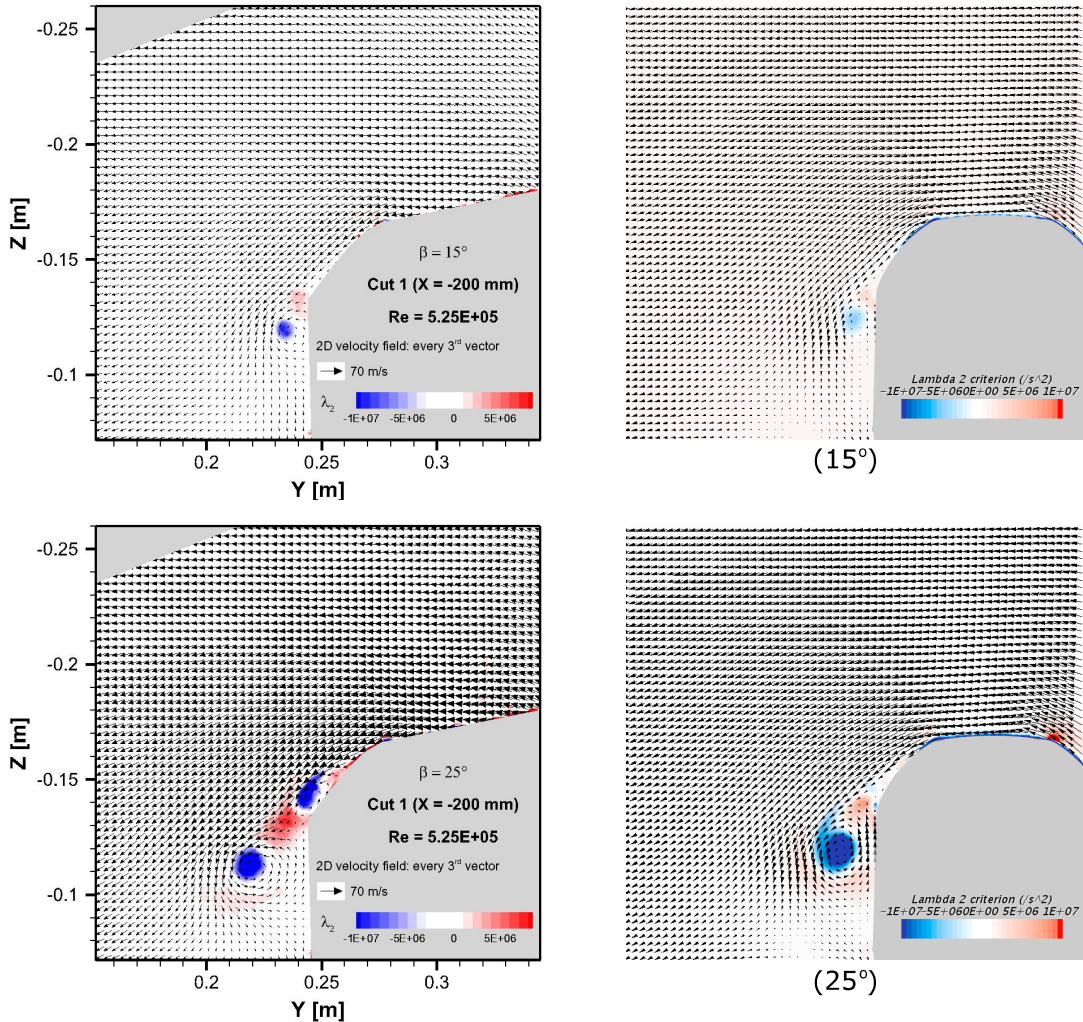 -0.25
-0.2
Z [m]
-0.15
-0.1
β = 15°
Cut 1 (X = -200 mm)
Re = 5.25E+05
2D velocity field: every 3rd vector
70 m/s
λ2
-1E+07 -5E+06 0 5E+06
0.2 0.25 0.3
Y [m]
Lambda 2 criterion (/s^2)
-1E+07-5E+060E+00 5E+06 1E+07
(15°)
-0.25
-0.2
Z [m]
-0.15
-0.1
β = 25°
Cut 1 (X = -200 mm)
Re = 5.25E+05
2D velocity field: every 3rd vector
70 m/s
λ2
-1E+07 -5E+06 0 5E+06
0.2 0.25 0.3
Y [m]
Lambda 2 criterion (/s^2)
-1E+07-5E+060E+00 5E+06 1E+07
(25°)